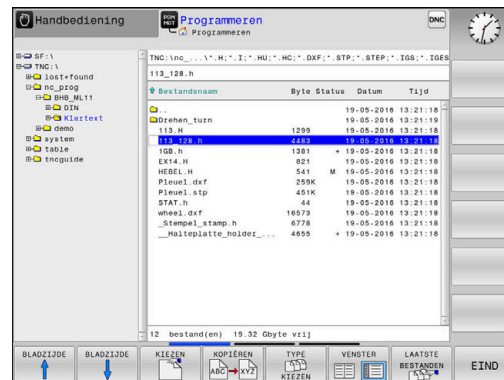 Handbediening
PGM MGT
Programmeren
Programmeren
DNC
SF:\
TNC:\
lost+found
nc_prog
BHB_ML11
DIN
Klartext
demo
system
table
tncguide
TNC:\nc_...\*.H;*.I;*.HU;*.HC;*.DXF;*.STP;*.STEP;*.IGS;*.IGES
113_128.h
Bestandsnaam Byte Status Datum Tijd
.. 19-05-2016 13:21:18
Drehen_turn 19-05-2016 13:21:19
113.H 1299 19-05-2016 13:21:18
113_128.h 4483 19-05-2016 13:21:18
1GB.h 1381 + 19-05-2016 13:21:18
EX14.H 821 19-05-2016 13:21:18
HEBEL.H 541 M 19-05-2016 13:21:18
Pleuel.dxf 259K 19-05-2016 13:21:18
Pleuel.stp 451K 19-05-2016 13:21:18
STAT.h 44 19-05-2016 13:21:18
wheel.dxf 16573 19-05-2016 13:21:18
_Stempel_stamp.h 6778 19-05-2016 13:21:18
__Halteplatte_holder_... 4655 + 19-05-2016 13:21:18
12 bestand(en) 19.32 Gbyte vrij
BLADZIJDE
BLADZIJDE
KIEZEN
KOPIËREN
ABC XYZ
TYPE
KIEZEN
VENSTER
LAATSTE
BESTANDEN
EIND